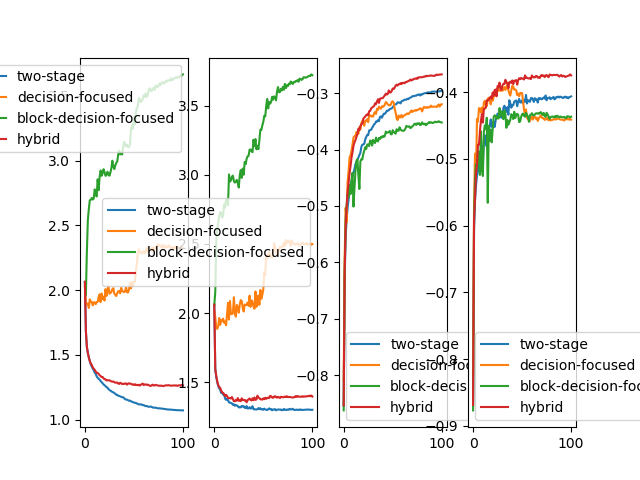 two-stage
decision-focused
block-decision-focused
hybrid
3.0
2.5
2.0
1.5
1.0
0
100
two-stage
decision-focused
block-decision-focused
hybrid
3.5
3.0
2.5
2.0
1.5
0
100
two-stage
decision-foc
block-decis
hybrid
−0.3
−0.4
−0.5
−0.6
−0.7
−0.8
0
100
two-stage
decision-focused
block-decision-foc
hybrid
−0.4
−0.5
−0.6
−0.7
−0.8
−0.9
0
100